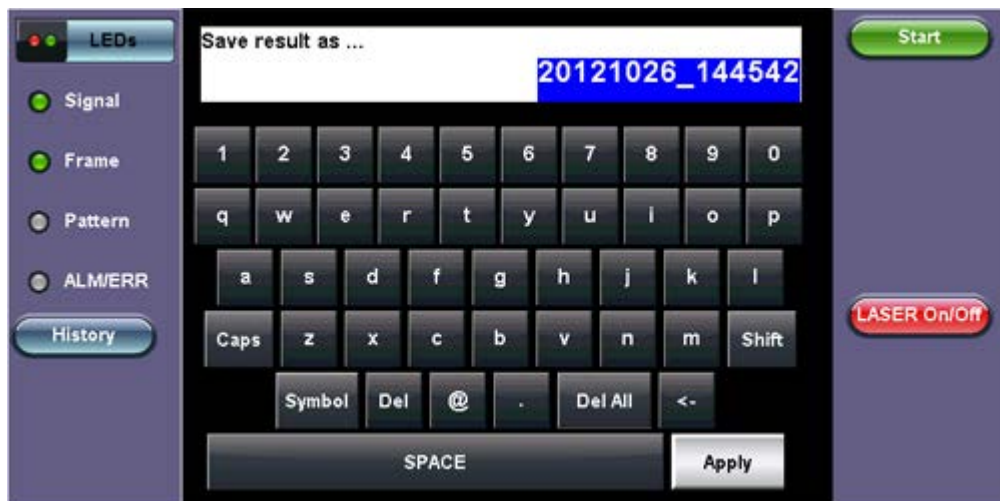 LEDs
Signal
Frame
Pattern
ALM/ERR
History
Save result as ...
20121026_144542
1 2 3 4 5 6 7 8 9 0
q w e r t y u i o p
a s d f g h j k l
Caps z x c v b n m Shift
Symbol Del @ . Del All <-
SPACE Apply
Start
LASER On/Off